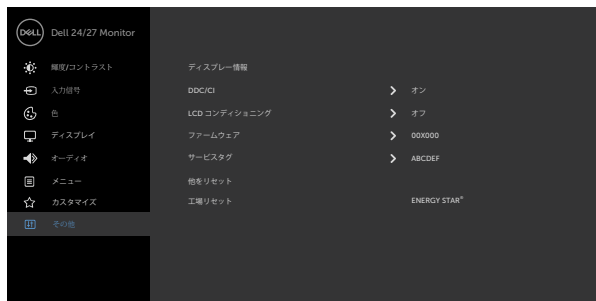 DELL Dell 24/27 Monitor
輝度/コントラスト
入力信号
色
ディスプレイ
オーディオ
メニュー
カスタマイズ
その他
ディスプレー情報
DDC/CI オン
LCD コンディショニング オフ
ファームウェア 00X000
サービスタグ ABCDEF
他をリセット
工場リセット ENERGY STAR®